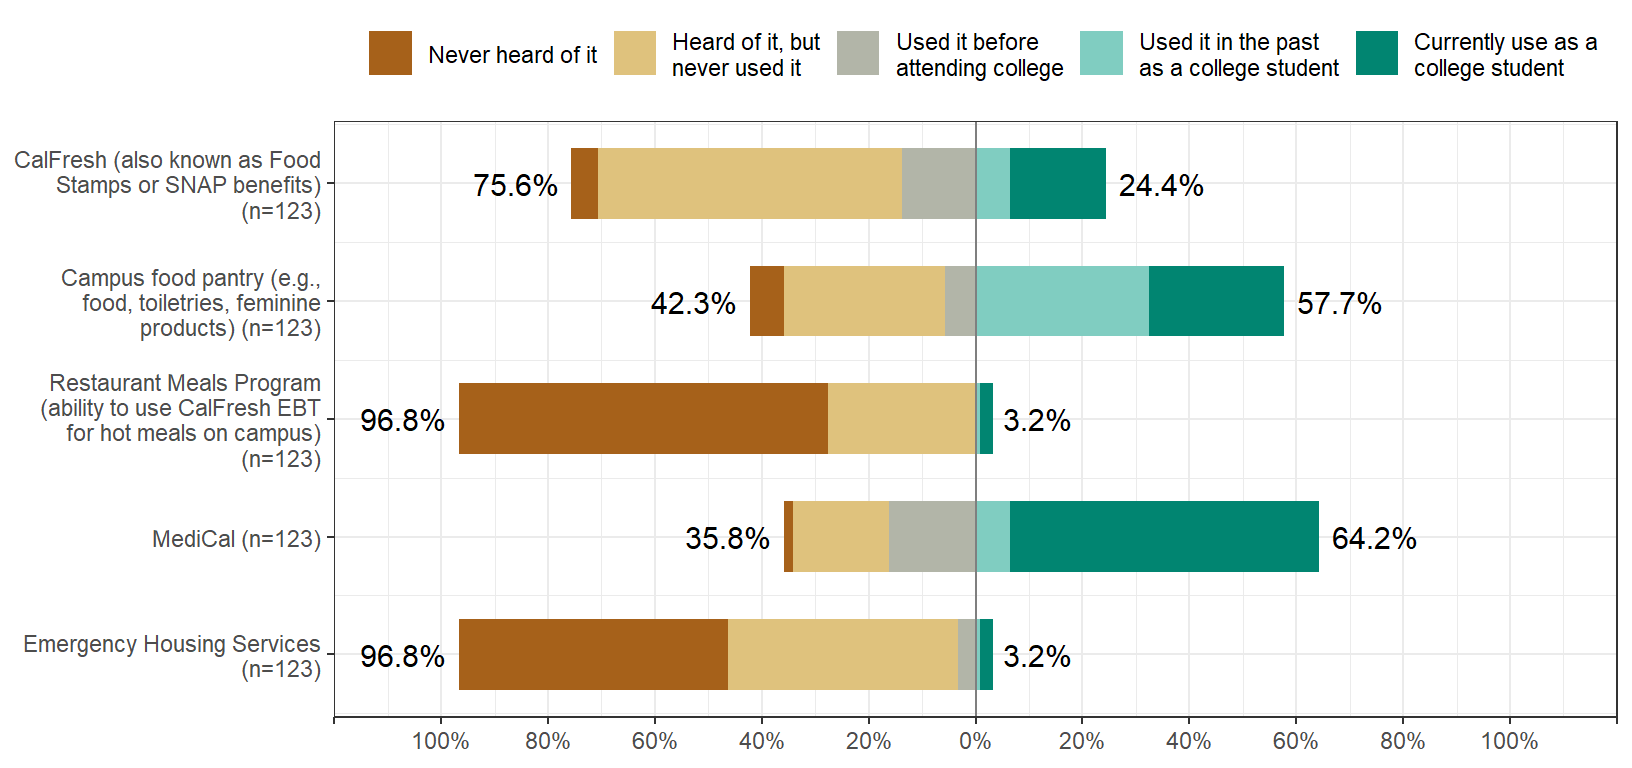 Never heard of it
Heard of it, but
never used it
Used it before
attending college
Used it in the past
as a college student
Currently use as a
college student
CalFresh (also known as Food
Stamps or SNAP benefits)
(n=123)
75.6%
24.4%
Campus food pantry (e.g.,
food, toiletries, feminine
products) (n=123)
42.3%
57.7%
Restaurant Meals Program
(ability to use CalFresh EBT
for hot meals on campus)
(n=123)
96.8%
3.2%
MediCal (n=123)
35.8%
64.2%
Emergency Housing Services
(n=123)
96.8%
3.2%
100% 80% 60% 40% 20% 0% 20% 40% 60% 80% 100%